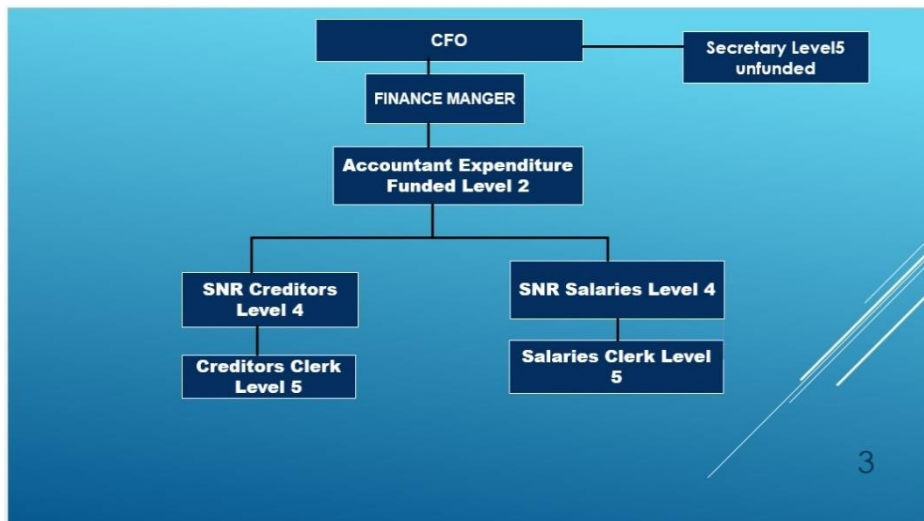 CFO
Secretary Level5
unfunded
FINANCE MANGER
Accountant Expenditure
Funded Level 2
SNR Creditors
Level 4
SNR Salaries Level 4
Creditors Clerk
Level 5
Salaries Clerk Level
5
3